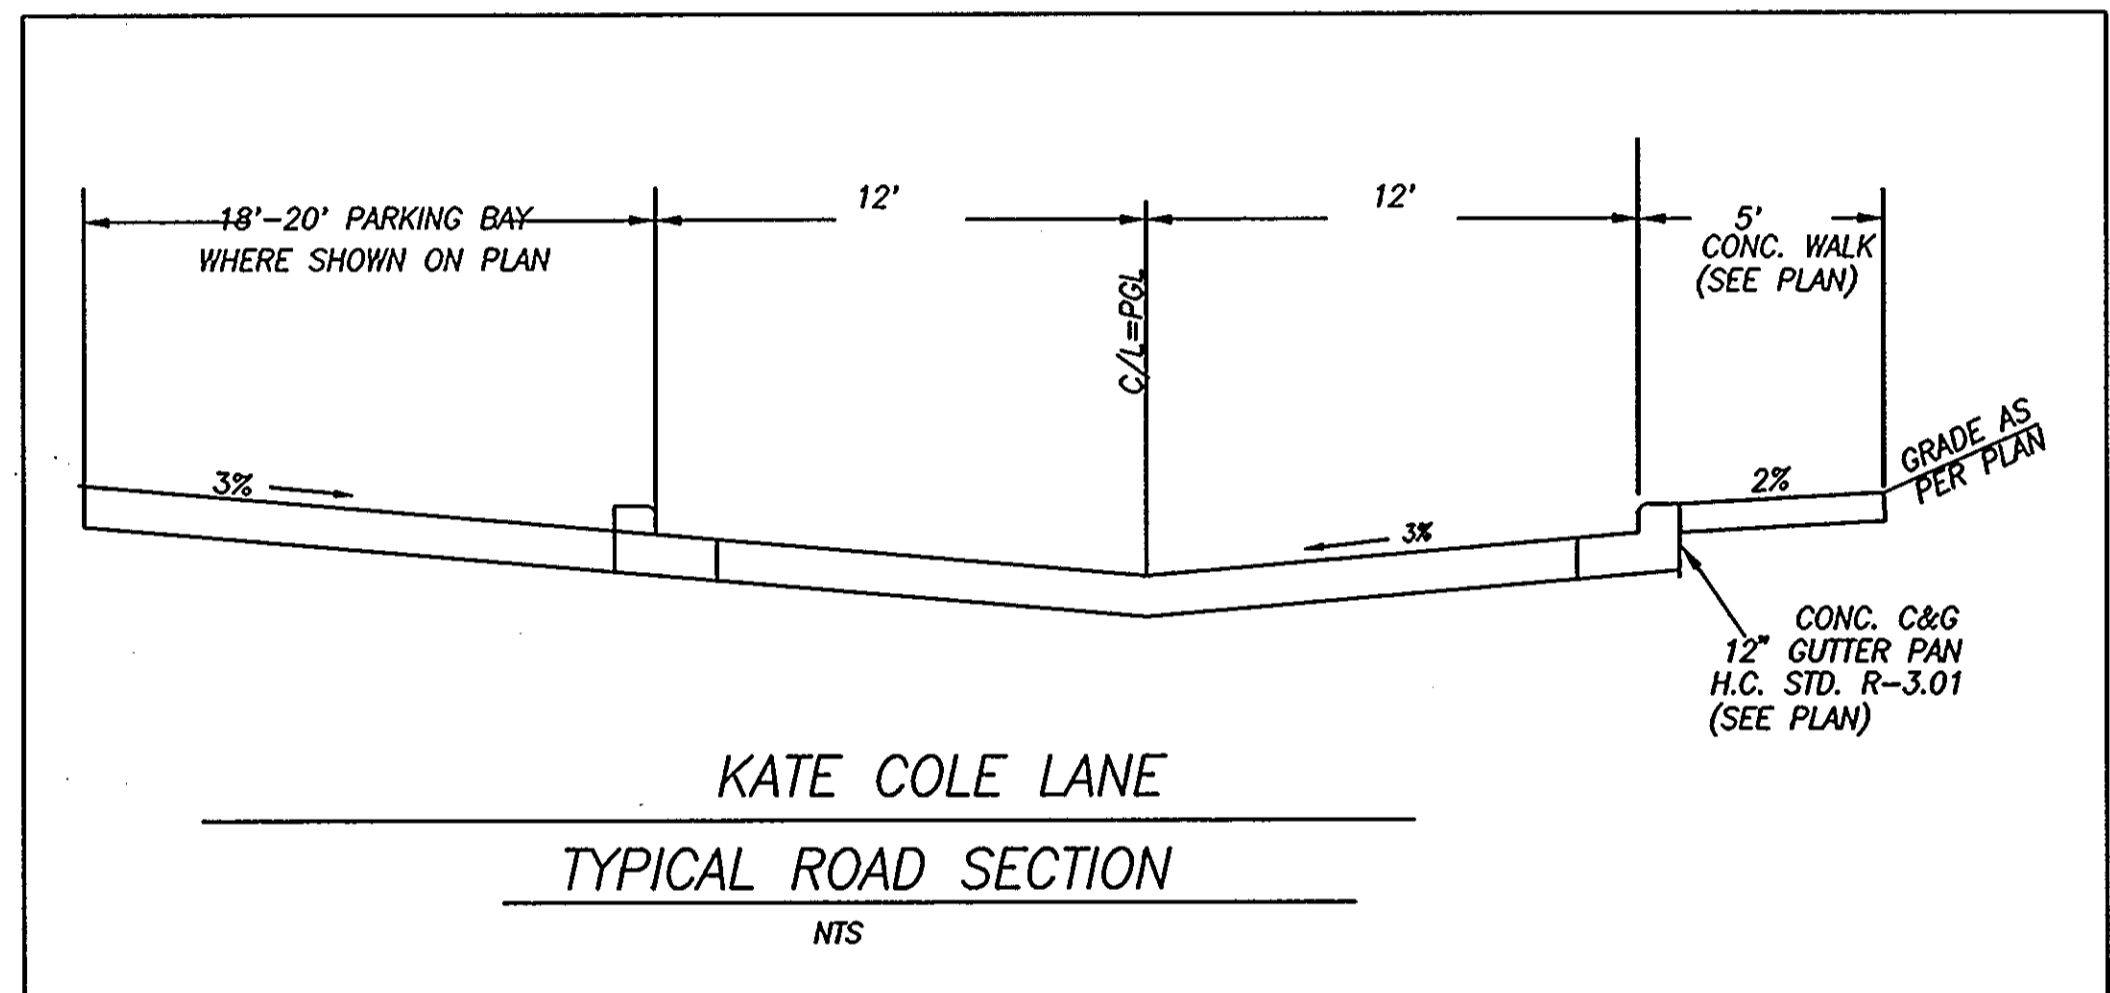 18'-20' PARKING BAY
WHERE SHOWN ON PLAN
12'
12'
5'
CONC. WALK
(SEE PLAN)
C/L=PGL
3%
3%
2%
GRADE AS
PER PLAN
CONC. C&G
12" GUTTER PAN
H.C. STD. R-3.01
(SEE PLAN)
KATE COLE LANE
TYPICAL ROAD SECTION
NTS